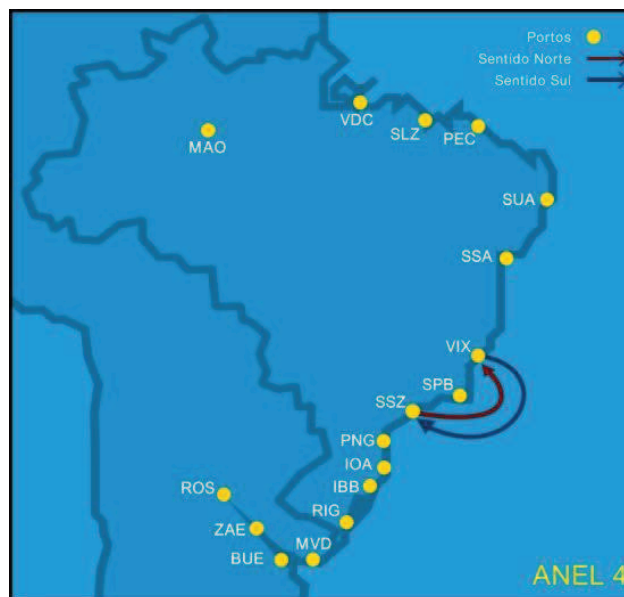 Portos
Sentido Norte
Sentido Sul
VDC
SLZ
PEC
MAO
SUA
SSA
VIX
SPB
SSZ
PNG
IOA
IBB
ROS
RIG
ZAE
MVD
BUE
ANEL 4